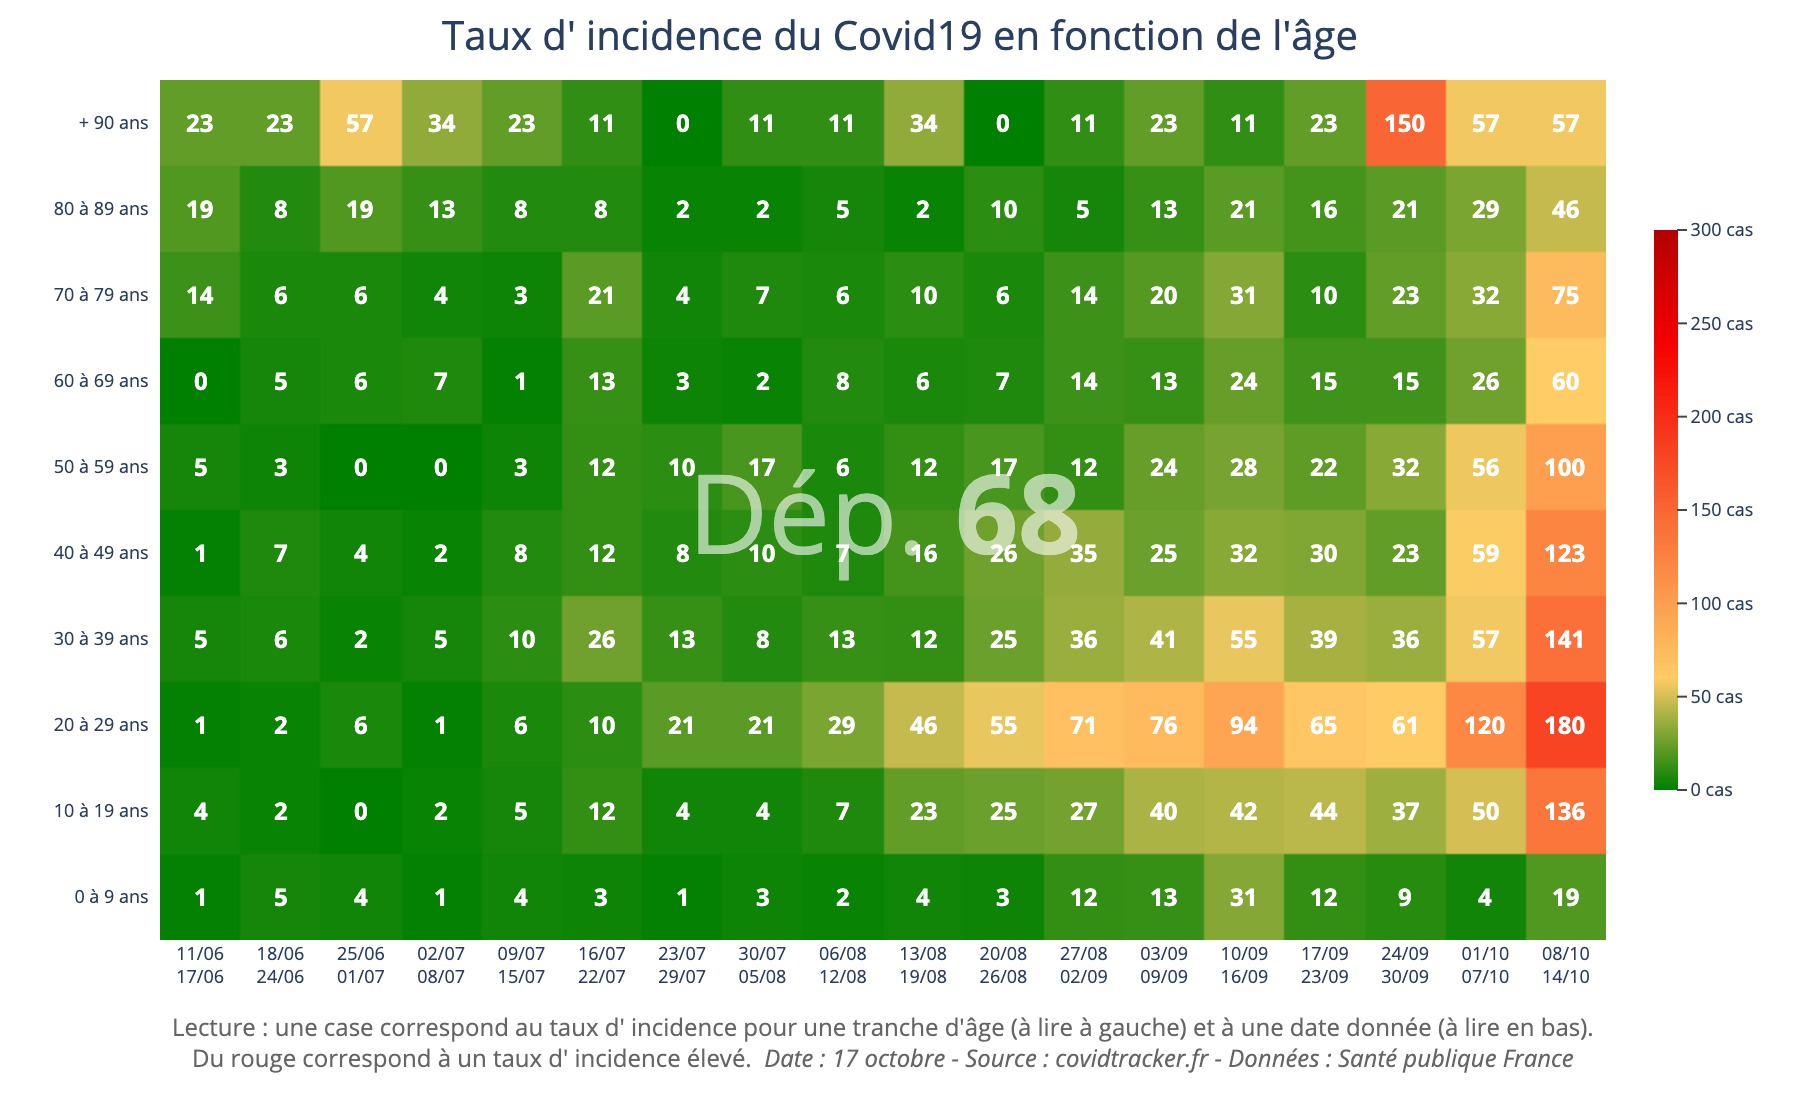 Taux d' incidence du Covid19 en fonction de l'âge
+ 90 ans 23 23 57 34 23 11 0 11 11 34 0 11 23 11 23 150 57 57
80 à 89 ans 19 8 19 13 8 8 2 2 5 2 10 5 13 21 16 21 29 46
70 à 79 ans 14 6 6 4 3 21 4 7 6 10 6 14 20 31 10 23 32 75
60 à 69 ans 0 5 6 7 1 13 3 2 8 6 7 14 13 24 15 15 26 60
50 à 59 ans 5 3 0 0 3 12 10 17 6 12 17 12 24 28 22 32 56 100
Dép. 68
40 à 49 ans 1 7 4 2 8 12 8 10 7 16 26 35 25 32 30 23 59 123
30 à 39 ans 5 6 2 5 10 26 13 8 13 12 25 36 41 55 39 36 57 141
20 à 29 ans 1 2 6 1 6 10 21 21 29 46 55 71 76 94 65 61 120 180
10 à 19 ans 4 2 0 2 5 12 4 4 7 23 25 27 40 42 44 37 50 136
0 à 9 ans 1 5 4 1 4 3 1 3 2 4 3 12 13 31 12 9 4 19
11/06 18/06 25/06 02/07 09/07 16/07 23/07 30/07 06/08 13/08 20/08 27/08 03/09 10/09 17/09 24/09 01/10 08/10
17/06 24/06 01/07 08/07 15/07 22/07 29/07 05/08 12/08 19/08 26/08 02/09 09/09 16/09 23/09 30/09 07/10 14/10
300 cas
250 cas
200 cas
150 cas
100 cas
50 cas
0 cas
Lecture : une case correspond au taux d' incidence pour une tranche d'âge (à lire à gauche) et à une date donnée (à lire en bas).
Du rouge correspond à un taux d' incidence élevé. Date : 17 octobre - Source : covidtracker.fr - Données : Santé publique France